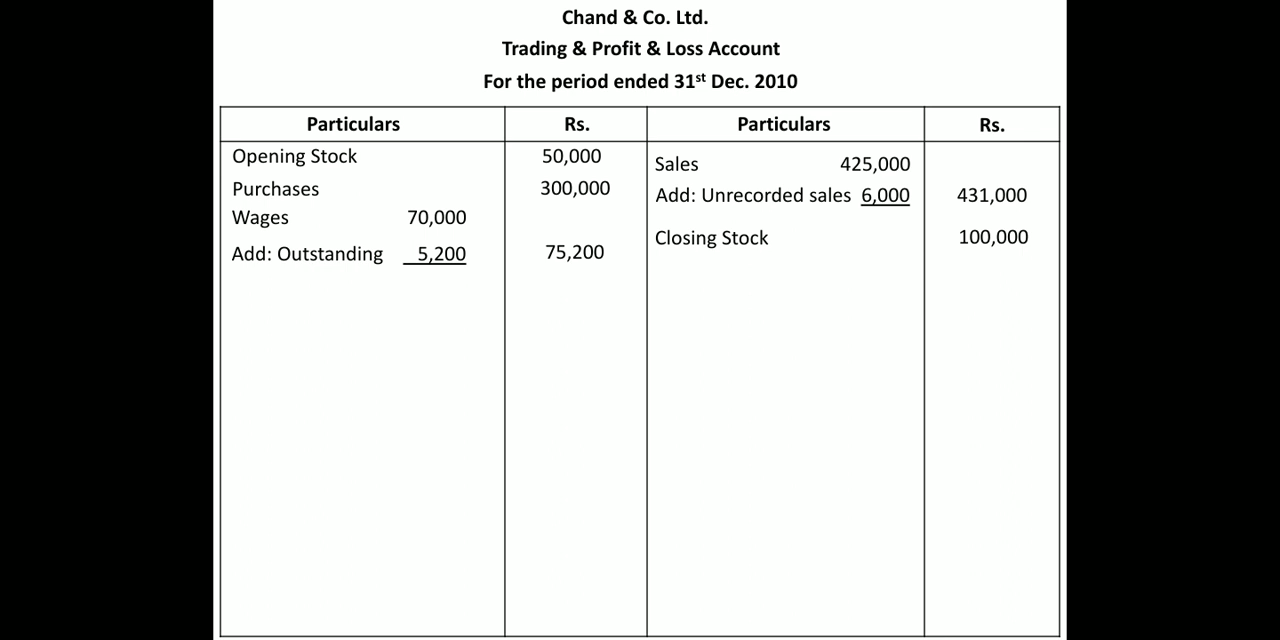 Chand & Co. Ltd.
Trading & Profit & Loss Account
For the period ended 31st Dec. 2010
Particulars Rs. Particulars Rs.
Opening Stock 50,000
Sales 425,000
Purchases 300,000
Add: Unrecorded sales 6,000 431,000
Wages 70,000
Closing Stock 100,000
Add: Outstanding 5,200 75,200